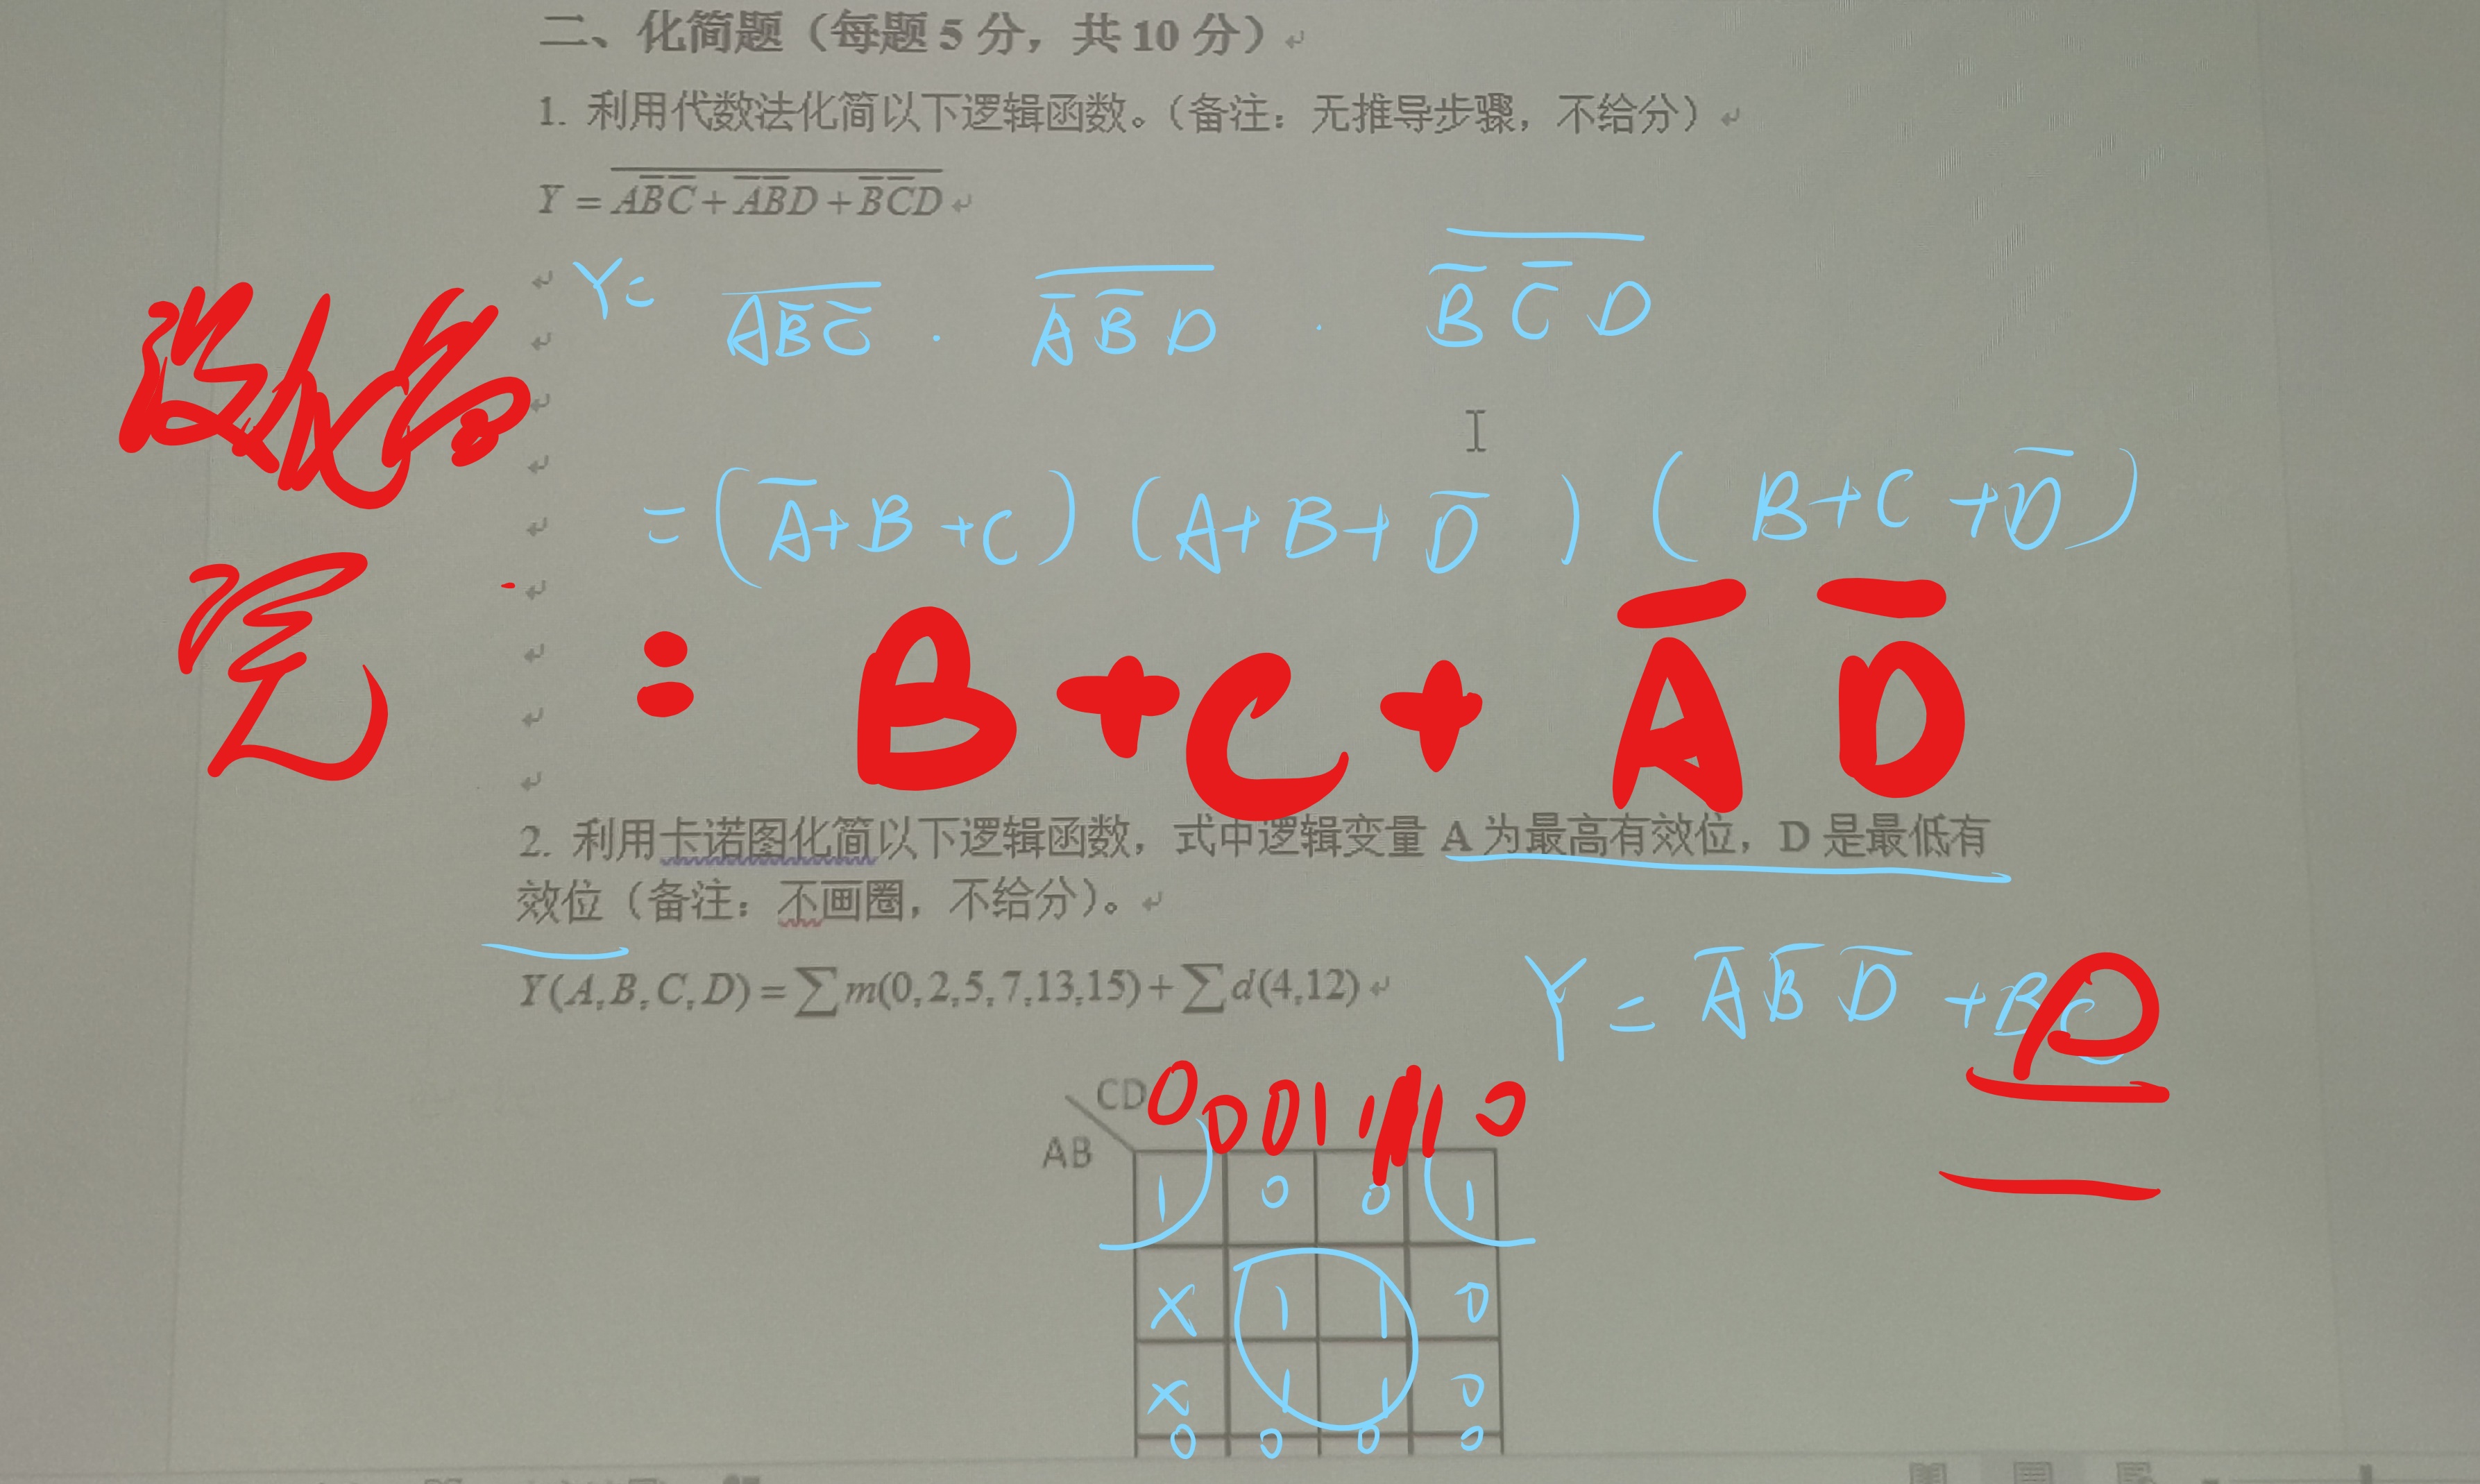 二、化简题（每题 5 分，共 10 分）
1. 利用代数法化简以下逻辑函数。（备注：无推导步骤，不给分）
Y = \overline{A\overline{B}\,\overline{C} + \overline{A}\,\overline{B}D + \overline{B}\,\overline{C}D}
Y = \overline{A\overline{B}\,\overline{C}} · \overline{\overline{A}\,\overline{B}D} · \overline{\overline{B}\,\overline{C}D}
= (\overline{A}+B+C) (A+B+\overline{D}) (B+C+\overline{D})
没化简
完
= B+C+\overline{A}\,\overline{D}
2. 利用卡诺图化简以下逻辑函数，式中逻辑变量 A 为最高有效位，D 是最低有
效位（备注：不画圈，不给分）。
Y(A,B,C,D) = ∑m(0,2,5,7,13,15) + ∑d(4,12)
Y = \overline{A}\,\overline{B}\,\overline{D} + BD
CD 00 01 11 10
AB
1 0 0 1
X 1 1 0
X 1 1 0
0 0 0 0